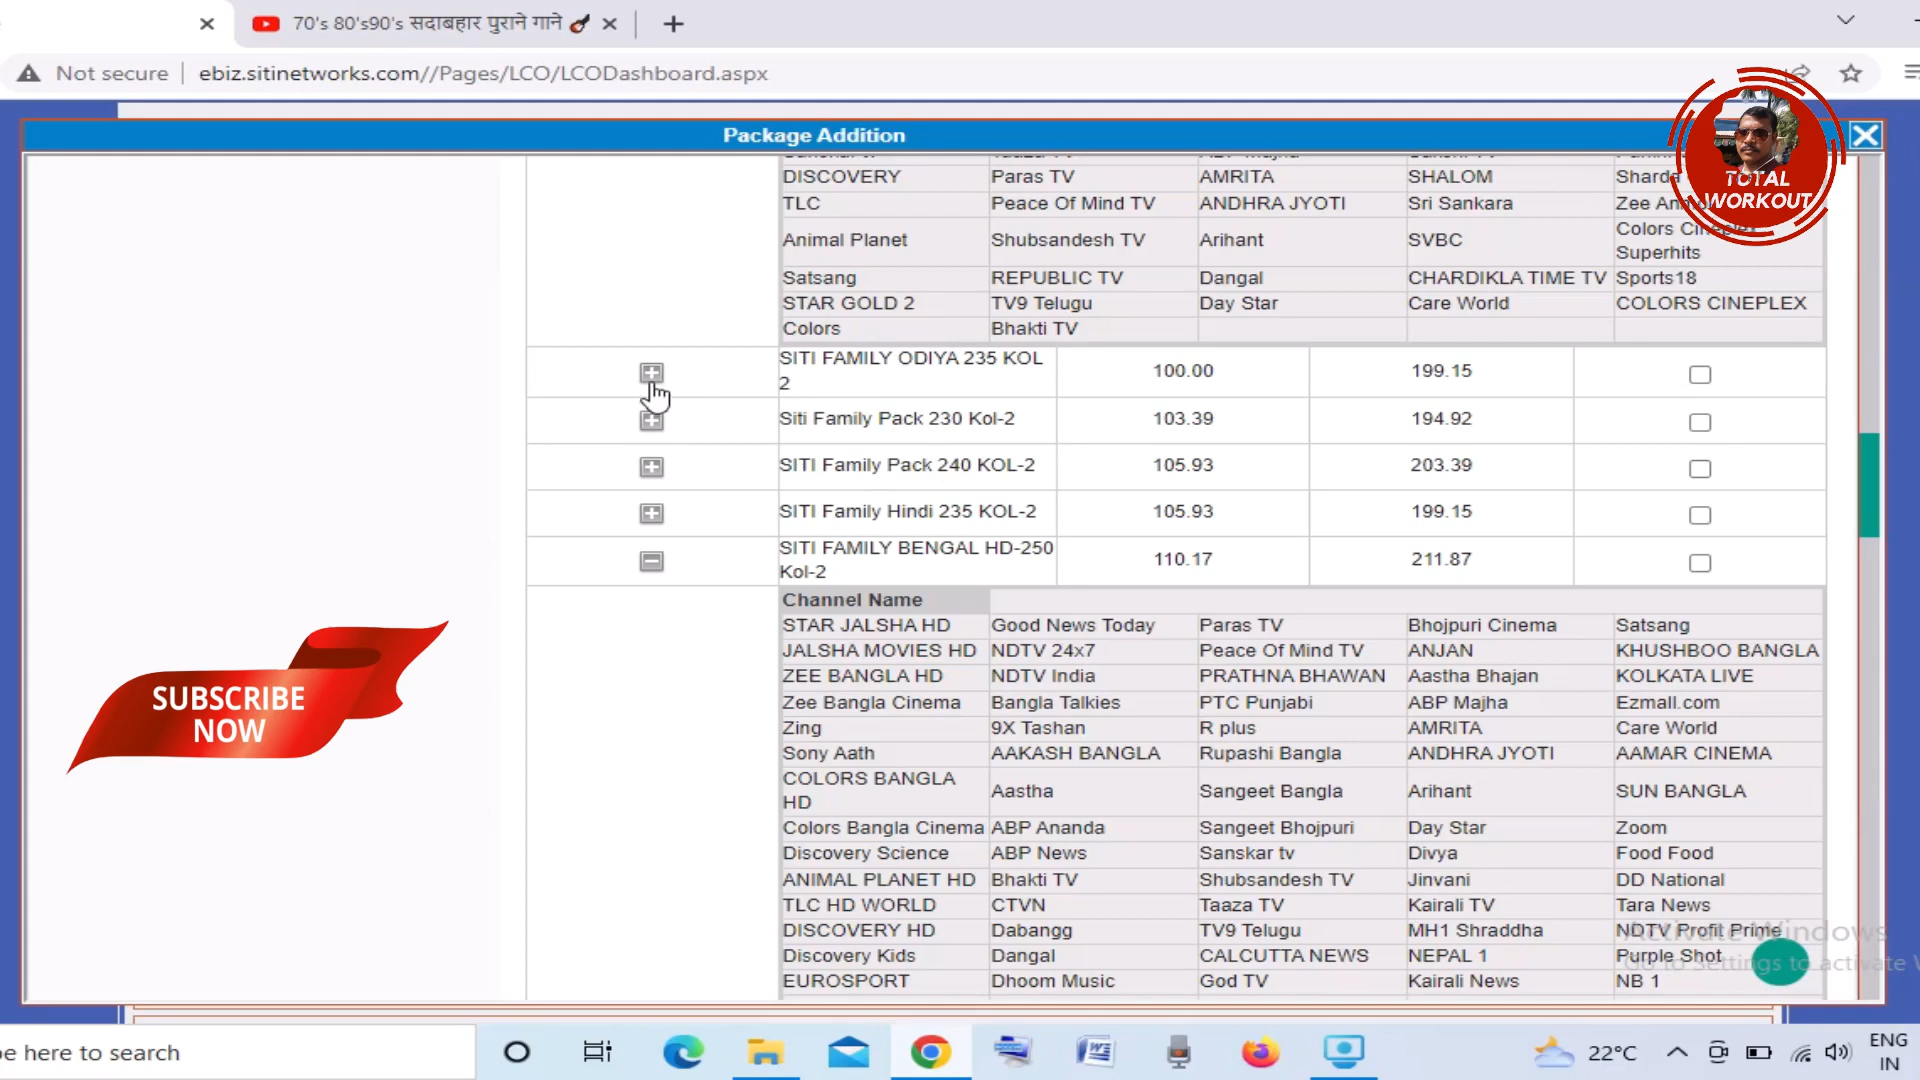 70's 80's90's सदाबहार पुराने गाने
Not secure
ebiz.sitinetworks.com//Pages/LCO/LCODashboard.aspx
Package Addition
TOTAL
WORKOUT
DISCOVERY Paras TV AMRITA SHALOM
TLC Peace Of Mind TV ANDHRA JYOTI Sri Sankara Zee
Animal Planet Shubsandesh TV Arihant SVBC Colors
Superhits
Satsang REPUBLIC TV Dangal CHARDIKLA TIME TV Sports18
STAR GOLD 2 TV9 Telugu Day Star Care World COLORS CINEPLEX
Colors Bhakti TV
SITI FAMILY ODIYA 235 KOL
2
100.00 199.15
Siti Family Pack 230 Kol-2 103.39 194.92
SITI Family Pack 240 KOL-2 105.93 203.39
SITI Family Hindi 235 KOL-2 105.93 199.15
SITI FAMILY BENGAL HD-250
Kol-2
110.17 211.87
Channel Name
STAR JALSHA HD Good News Today Paras TV Bhojpuri Cinema Satsang
JALSHA MOVIES HD NDTV 24x7 Peace Of Mind TV ANJAN KHUSHBOO BANGLA
ZEE BANGLA HD NDTV India PRATHNA BHAWAN Aastha Bhajan KOLKATA LIVE
Zee Bangla Cinema Bangla Talkies PTC Punjabi ABP Majha Ezmall.com
Zing 9X Tashan R plus AMRITA Care World
Sony Aath AAKASH BANGLA Rupashi Bangla ANDHRA JYOTI AAMAR CINEMA
COLORS BANGLA
HD
Aastha Sangeet Bangla Arihant SUN BANGLA
Colors Bangla Cinema ABP Ananda Sangeet Bhojpuri Day Star Zoom
Discovery Science ABP News Sanskar tv Divya Food Food
ANIMAL PLANET HD Bhakti TV Shubsandesh TV Jinvani DD National
TLC HD WORLD CTVN Taaza TV Kairali TV Tara News
DISCOVERY HD Dabangg TV9 Telugu MH1 Shraddha NDTV Profit Prime
Discovery Kids Dangal CALCUTTA NEWS NEPAL 1 Purple Shot
EUROSPORT Dhoom Music God TV Kairali News NB 1
SUBSCRIBE
NOW
Activate Windows
Go to Settings to activate
here to search
22°C
ENG
IN